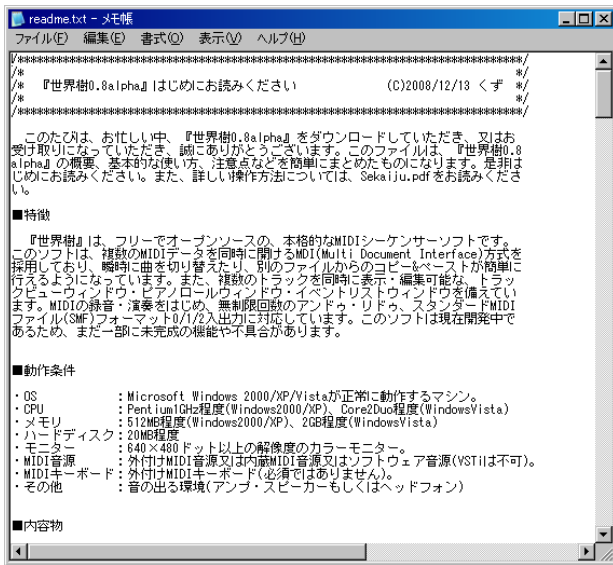 readme.txt - メモ帳
ファイル(F) 編集(E) 書式(O) 表示(V) ヘルプ(H)
/****************************************************************************/
/* */
/* 『世界樹0.8alpha』はじめにお読みください (C)2008/12/13 くず */
/* */
/****************************************************************************/
このたびは、お忙しい中、『世界樹0.8alpha』をダウンロードしていただき、又はお
受け取りになっていただき、誠にありがとうございます。このファイルは、『世界樹0.8
alpha』の概要、基本的な使い方、注意点などを簡単にまとめたものになります。是非は
じめにお読みください。また、詳しい操作方法については、Sekaiju.pdfをお読みくださ
い。
■特徴
『世界樹』は、フリーでオープンソースの、本格的なMIDIシーケンサーソフトです。
このソフトは、複数のMIDIデータを同時に開けるMDI(Multi Document Interface)方式を
採用しており、瞬時に曲を切り替えたり、別のファイルからのコピー&ペーストが簡単に
行えるようになっています。また、複数のトラックを同時に表示・編集可能な、トラッ
クビューウィンドウ・ピアノロールウィンドウ・イベントリストウィンドウを備えてい
ます。MIDIの録音・演奏をはじめ、無制限回数のアンドゥ・リドゥ、スタンダードMIDI
ファイル(SMF)フォーマット0/1/2入出力に対応しています。このソフトは現在開発中で
あるため、まだ一部に未完成の機能や不具合があります。
■動作条件
・OS :Microsoft Windows 2000/XP/Vistaが正常に動作するマシン。
・CPU :Pentium1GHz程度(Windows2000/XP)、Core2Duo程度(WindowsVista)
・メモリ :512MB程度(Windows2000/XP)、2GB程度(WindowsVista)
・ハードディスク:20MB程度
・モニター :640×480ドット以上の解像度のカラーモニター。
・MIDI音源 :外付けMIDI音源又は内蔵MIDI音源又はソフトウェア音源(VSTiは不可)。
・MIDIキーボード:外付けMIDIキーボード(必須ではありません)。
・その他 :音の出る環境(アンプ・スピーカーもしくはヘッドフォン)
■内容物